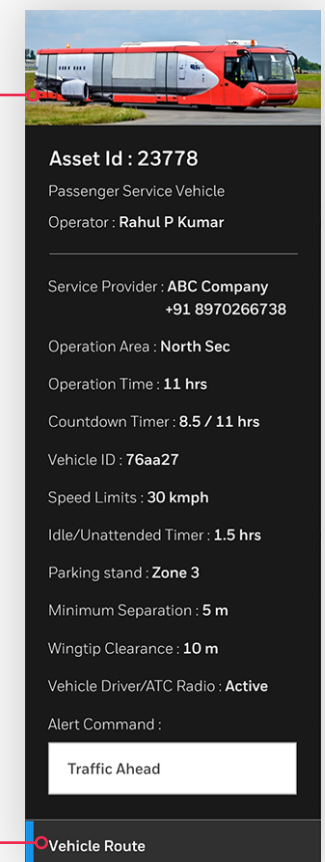 Asset Id : 23778
Passenger Service Vehicle
Operator : Rahul P Kumar
Service Provider : ABC Company
+91 8970266738
Operation Area : North Sec
Operation Time : 11 hrs
Countdown Timer : 8.5 / 11 hrs
Vehicle ID : 76aa27
Speed Limits : 30 kmph
Idle/Unattended Timer : 1.5 hrs
Parking stand : Zone 3
Minimum Separation : 5 m
Wingtip Clearance : 10 m
Vehicle Driver/ATC Radio : Active
Alert Command :
Traffic Ahead
Vehicle Route